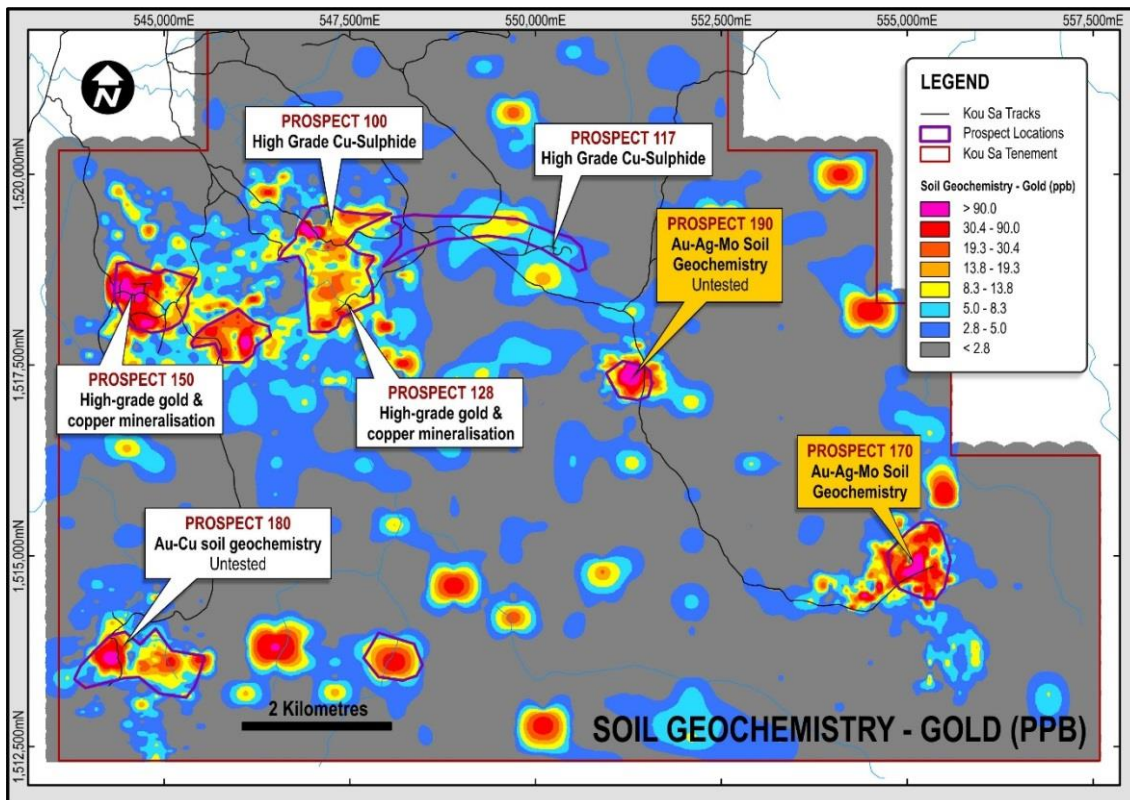 545,000mE
547,500mE
550,000mE
552,500mE
555,000mE
557,500mE
1,520,000mN
1,517,500mN
1,515,000mN
1,512,500mN
N
PROSPECT 100
High Grade Cu-Sulphide
PROSPECT 117
High Grade Cu-Sulphide
PROSPECT 190
Au-Ag-Mo Soil
Geochemistry
Untested
LEGEND
Kou Sa Tracks
Prospect Locations
Kou Sa Tenement
Soil Geochemistry - Gold (ppb)
> 90.0
30.4 - 90.0
19.3 - 30.4
13.8 - 19.3
8.3 - 13.8
5.0 - 8.3
2.8 - 5.0
< 2.8
PROSPECT 150
High-grade gold &
copper mineralisation
PROSPECT 128
High-grade gold &
copper mineralisation
PROSPECT 170
Au-Ag-Mo Soil
Geochemistry
PROSPECT 180
Au-Cu soil geochemistry
Untested
2 Kilometres
SOIL GEOCHEMISTRY - GOLD (PPB)